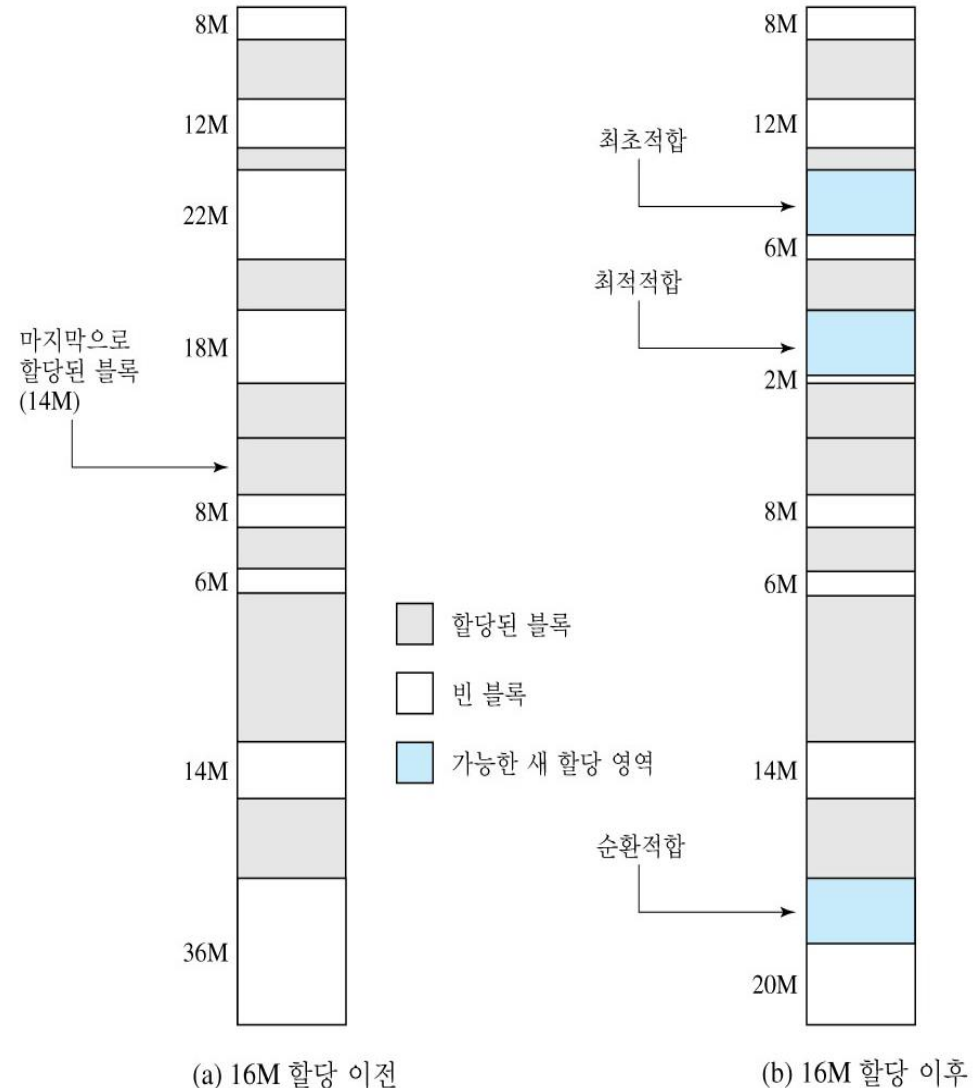 8M
12M
22M
18M
마지막으로
할당된 블록
(14M)
8M
6M
14M
36M
(a) 16M 할당 이전
할당된 블록
빈 블록
가능한 새 할당 영역
8M
12M
최초적합
6M
최적적합
2M
8M
6M
14M
순환적합
20M
(b) 16M 할당 이후